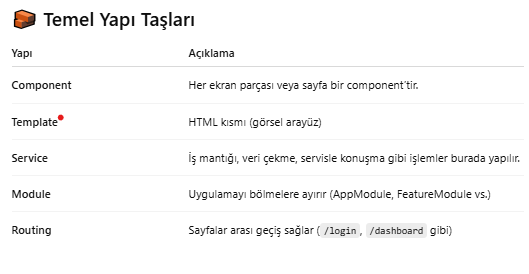 Temel Yapı Taşları
Yapı Açıklama
Component Her ekran parçası veya sayfa bir component'tir.
Template HTML kısmı (görsel arayüz)
Service İş mantığı, veri çekme, servisle konuşma gibi işlemler burada yapılır.
Module Uygulamayı bölmelere ayırır (AppModule, FeatureModule vs.)
Routing Sayfalar arası geçiş sağlar ( /login , /dashboard gibi)